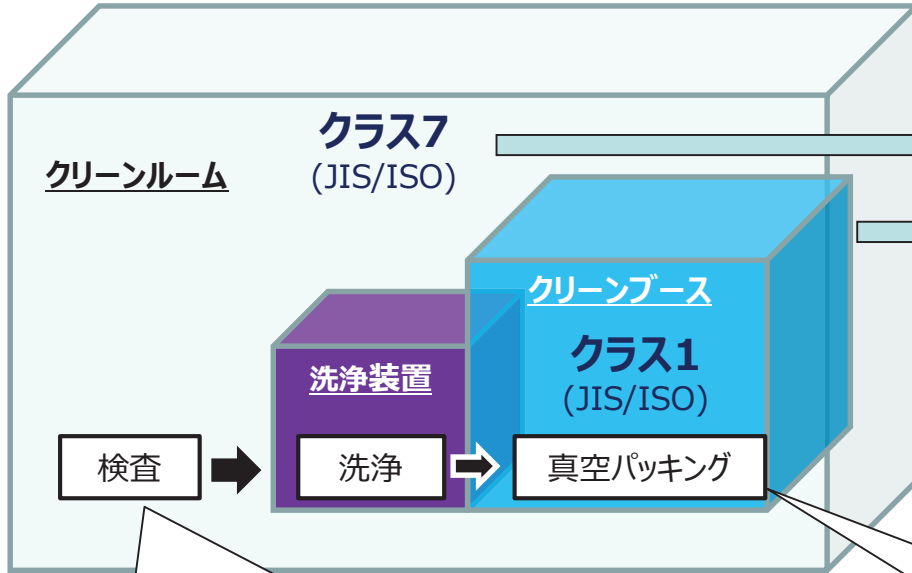 クラス7
(JIS/ISO)
クリーンルーム
クリーンブース
クラス1
(JIS/ISO)
洗浄装置
検査
洗浄
真空パッキング